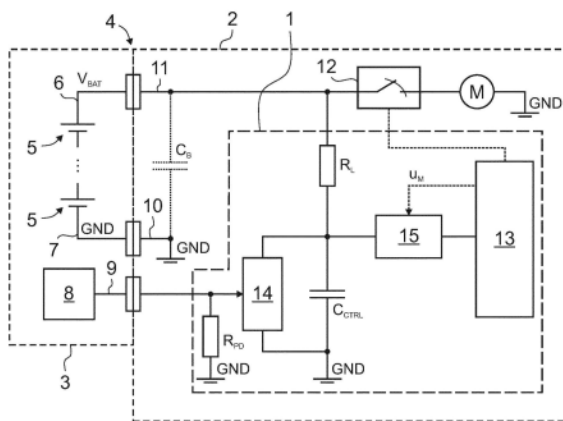 1
4
2
6
V_BAT
11
12
M
GND
5
C_B
R_L
u_M
5
GND
10
15
13
7
GND
8
9
14
C_CTRL
R_PD
GND
GND
3